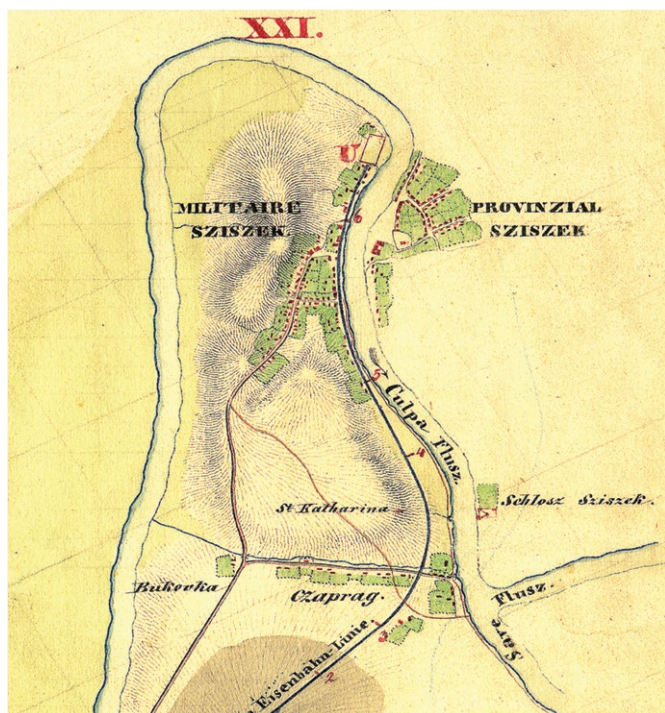 XXI.
U
MILITAIRE
SZISZEK.
PROVINZIAL
SZISZEK
6
5
Culpa Flusz.
4
St Katharina
Schlosz Sziszek.
Bukovka
Czaprag.
Save Flusz.
3
Eisenbahn-Linie
2